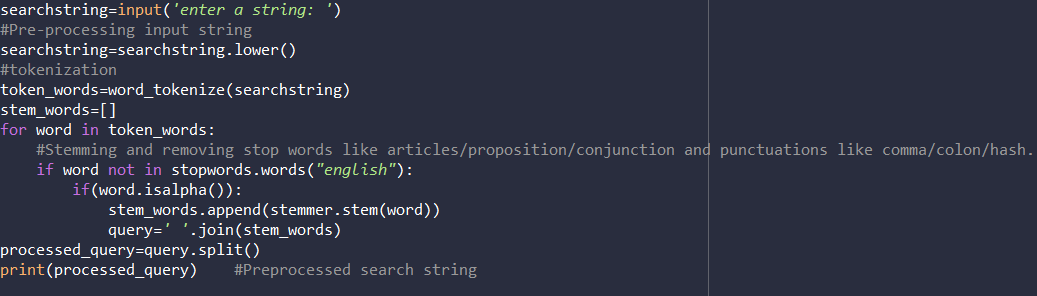 searchstring=input('enter a string: ')
#Pre-processing input string
searchstring=searchstring.lower()
#tokenization
token_words=word_tokenize(searchstring)
stem_words=[]
for word in token_words:
    #Stemming and removing stop words like articles/proposition/conjunction and punctuations like comma/colon/hash.
    if word not in stopwords.words("english"):
        if(word.isalpha()):
            stem_words.append(stemmer.stem(word))
            query=' '.join(stem_words)
processed_query=query.split()
print(processed_query)    #Preprocessed search string